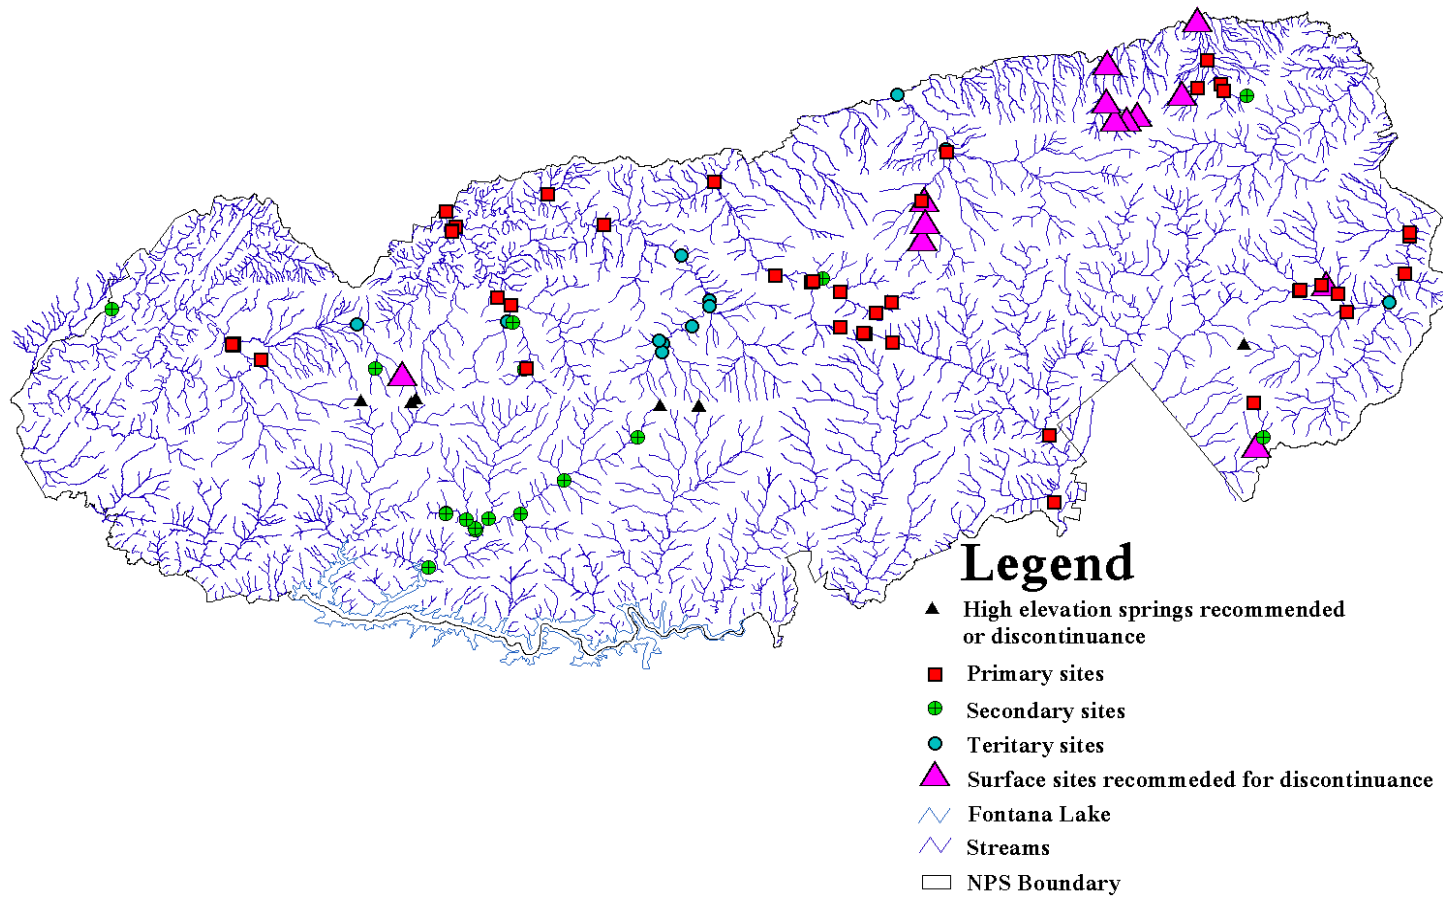 Legend
High elevation springs recommended
or discontinuance
Primary sites
Secondary sites
Teritary sites
Surface sites recommeded for discontinuance
Fontana Lake
Streams
NPS Boundary